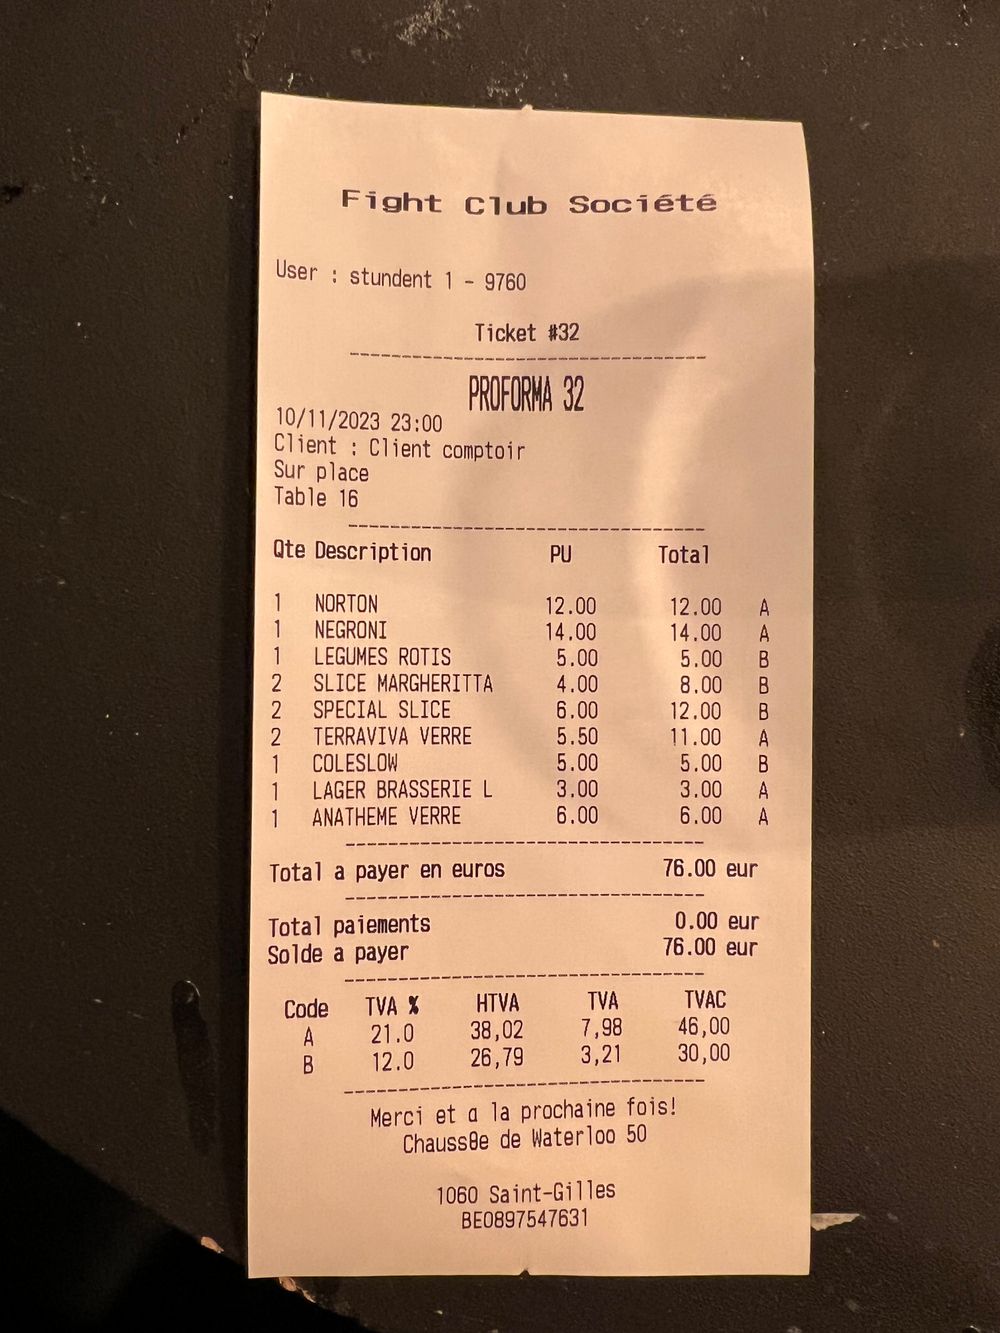 Fight Club Société
User : stundent 1 - 9760
Ticket #32
PROFORMA 32
10/11/2023 23:00
Client : Client comptoir
Sur place
Table 16
Qte Description PU Total
1 NORTON 12.00 12.00 A
1 NEGRONI 14.00 14.00 A
1 LEGUMES ROTIS 5.00 5.00 B
2 SLICE MARGHERITTA 4.00 8.00 B
2 SPECIAL SLICE 6.00 12.00 B
2 TERRAVIVA VERRE 5.50 11.00 A
1 COLESLOW 5.00 5.00 B
1 LAGER BRASSERIE L 3.00 3.00 A
1 ANATHEME VERRE 6.00 6.00 A
Total a payer en euros 76.00 eur
Total paiements 0.00 eur
Solde a payer 76.00 eur
Code TVA % HTVA TVA TVAC
A 21.0 38,02 7,98 46,00
B 12.0 26,79 3,21 30,00
Merci et a la prochaine fois!
Chauss8e de Waterloo 50
1060 Saint-Gilles
BE0897547631